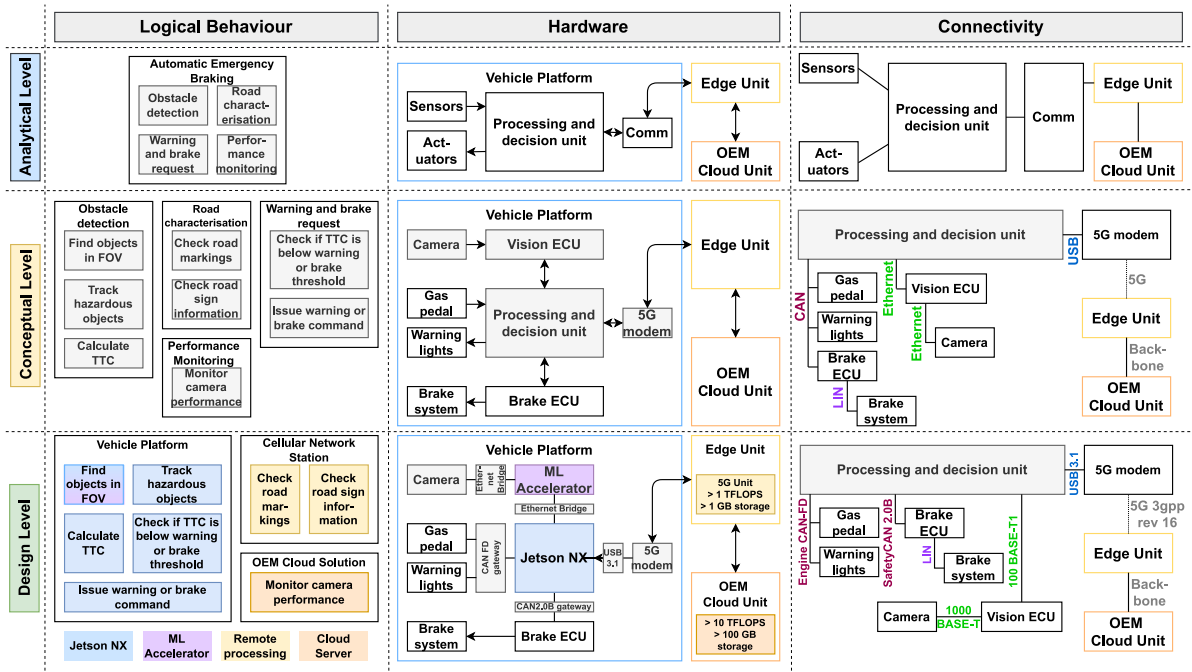 Logical Behaviour
Hardware
Connectivity
Analytical Level
Automatic Emergency
Braking
Obstacle
detection
Road
charact-
erisation
Warning
and brake
request
Perfor-
mance
monitoring
Vehicle Platform
Sensors
Act-
uators
Processing and
decision unit
Comm
Edge Unit
OEM
Cloud Unit
Sensors
Act-
uators
Processing and
decision unit
Comm
Edge Unit
OEM
Cloud Unit
Conceptual Level
Obstacle
detection
Find objects
in FOV
Track
hazardous
objects
Calculate
TTC
Road
characterisation
Check road
markings
Check road
sign
information
Performance
Monitoring
Monitor
camera
performance
Warning and brake
request
Check if TTC is
below warning
or brake
threshold
Issue warning or
brake command
Vehicle Platform
Camera
Vision ECU
Gas
pedal
Warning
lights
Processing and
decision unit
5G
modem
Brake
system
Brake ECU
Edge Unit
OEM
Cloud Unit
Processing and decision unit
USB
5G modem
CAN
Gas
pedal
Warning
lights
Brake
ECU
LIN
Brake
system
Ethernet
Vision ECU
Ethernet
Camera
5G
Edge Unit
Back-
bone
OEM
Cloud Unit
Design Level
Vehicle Platform
Find
objects in
FOV
Track
hazardous
objects
Calculate
TTC
Check if TTC is
below warning
or brake
threshold
Issue warning or brake
command
Cellular Network
Station
Check
road
mar-
kings
Check
road sign
infor-
mation
OEM Cloud Solution
Monitor camera
performance
Jetson NX
ML
Accelerator
Remote
processing
Cloud
Server
Vehicle Platform
Camera
Ether-
net
Bridge
ML
Accelerator
Ethernet Bridge
Gas
pedal
Warning
lights
CAN FD
gateway
Jetson NX
USB
3.1
5G
modem
CAN2.0B gateway
Brake
system
Brake ECU
Edge Unit
5G Unit
> 1 TFLOPS
> 1 GB storage
OEM
Cloud Unit
> 10 TFLOPS
> 100 GB
storage
Processing and decision unit
USB 3.1
5G modem
Engine CAN-FD
Gas
pedal
Warning
lights
SafetyCAN 2.0B
Brake
ECU
LIN
Brake
system
100 BASE-T1
Camera
1000
BASE-T
Vision ECU
5G 3gpp
rev 16
Edge Unit
Back-
bone
OEM
Cloud Unit